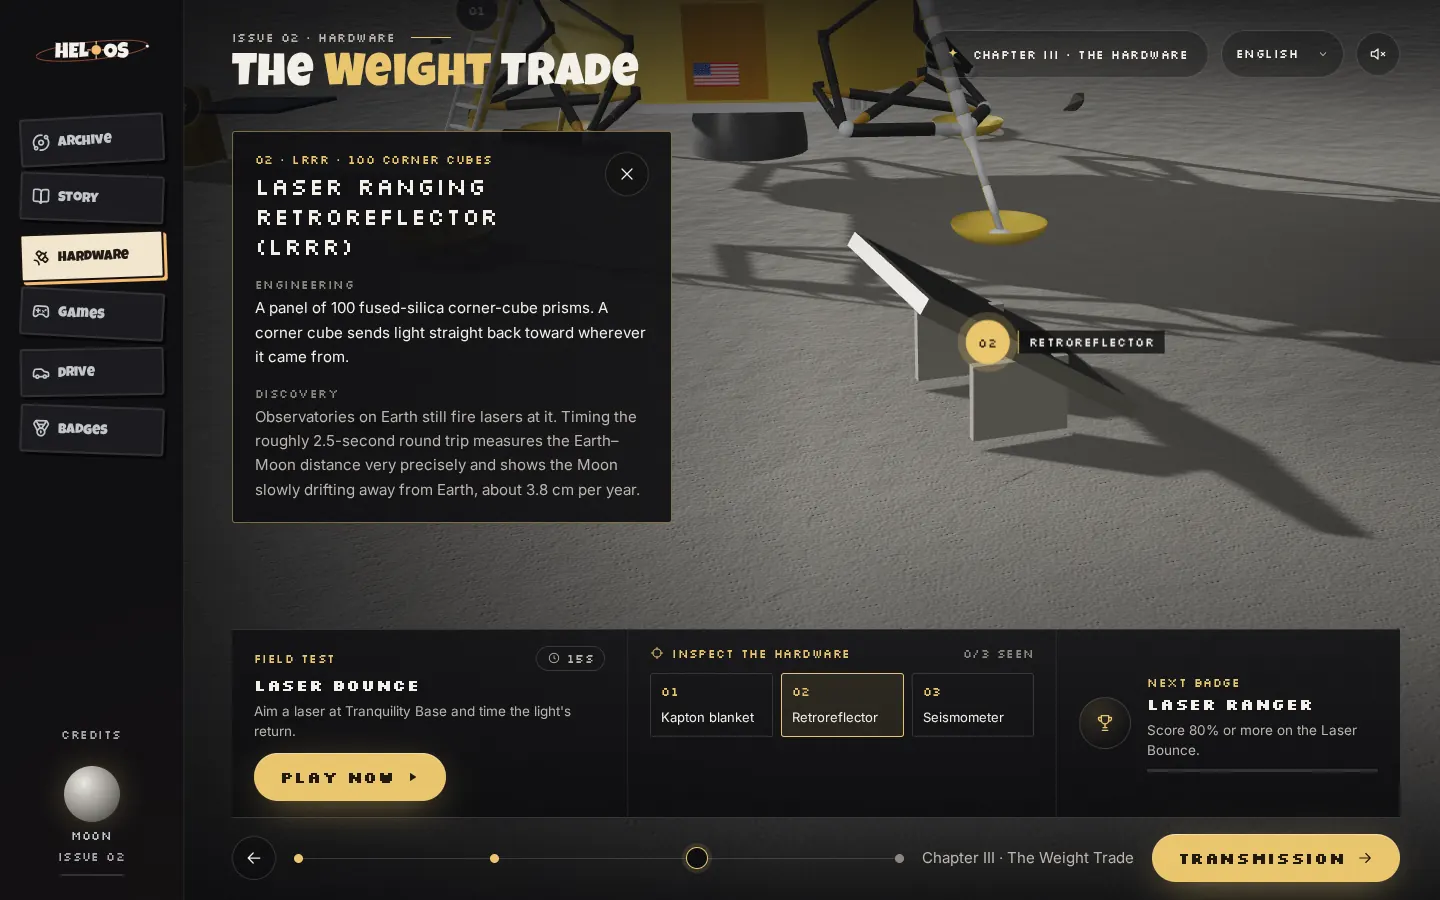 HELIOS
ARCHIVE
STORY
HARDWARE
GAMES
DRIVE
BADGES
CREDITS
MOON
ISSUE 02
01
ISSUE 02 · HARDWARE
THE WEIGHT TRADE
CHAPTER III · THE HARDWARE
ENGLISH
02 · LRRR · 100 CORNER CUBES
LASER RANGING
RETROREFLECTOR
(LRRR)
ENGINEERING
A panel of 100 fused-silica corner-cube prisms. A
corner cube sends light straight back toward wherever
it came from.
DISCOVERY
Observatories on Earth still fire lasers at it. Timing the
roughly 2.5-second round trip measures the Earth–
Moon distance very precisely and shows the Moon
slowly drifting away from Earth, about 3.8 cm per year.
02
RETROREFLECTOR
FIELD TEST
15S
LASER BOUNCE
Aim a laser at Tranquility Base and time the light's
return.
PLAY NOW
INSPECT THE HARDWARE
0/3 SEEN
01
Kapton blanket
02
Retroreflector
03
Seismometer
NEXT BADGE
LASER RANGER
Score 80% or more on the Laser
Bounce.
Chapter III · The Weight Trade
TRANSMISSION